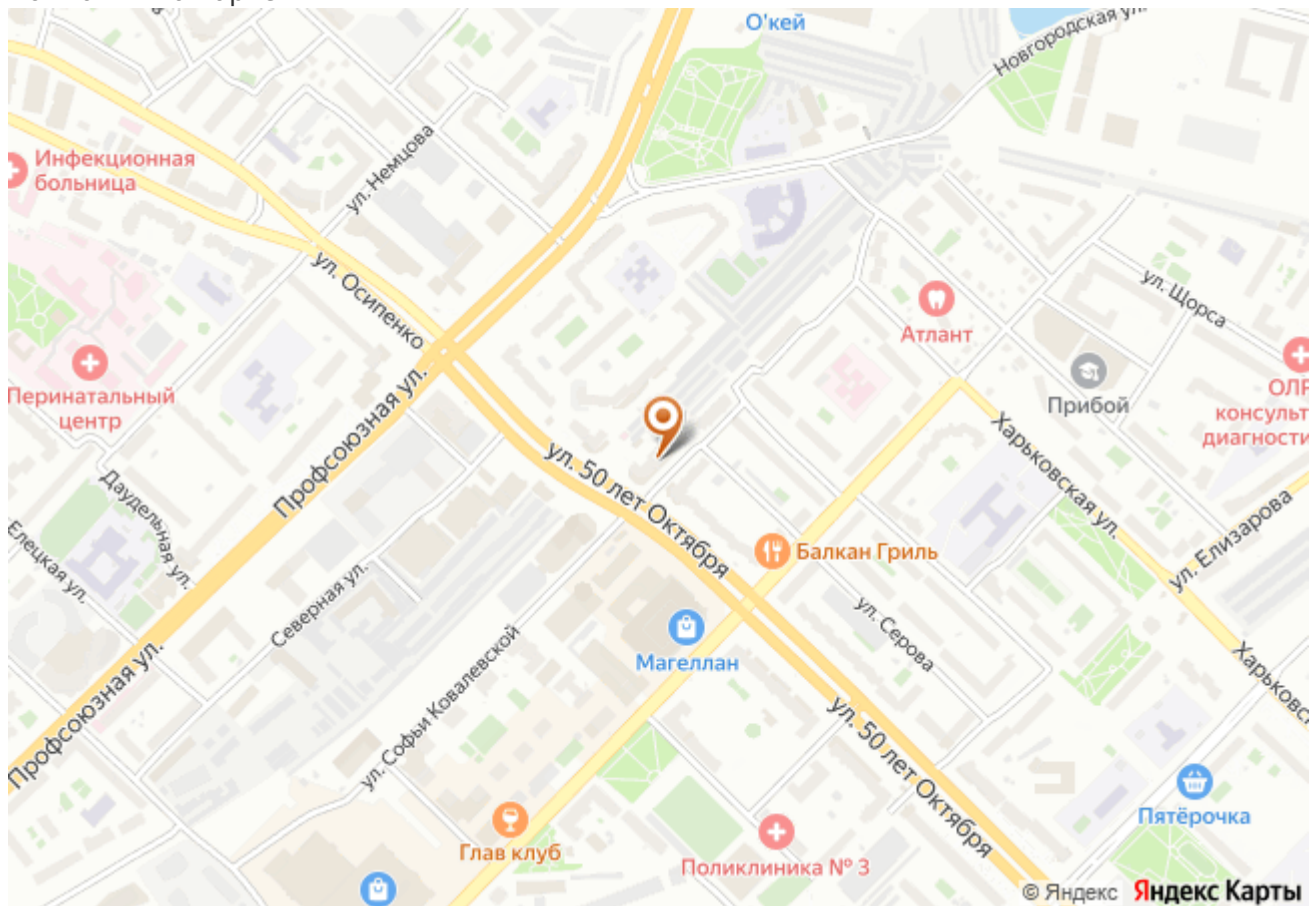 О'кей
Новгородская ул.
Инфекционная
больница
ул. Немцова
ул. Осипенко
ул. Щорса
Атлант
Перинатальный
центр
Профсоюзная ул.
Прибой
консульт
диагности
ул. 50 лет Октября
Харьковская ул.
Даудельная ул.
Елецкая ул.
Балкан Гриль
ул. Елизарова
Северная ул.
ул. Серова
Магеллан
ул. Софьи Ковалевской
Харьковс
Профсоюзная ул.
ул. 50 лет Октября
Пятёрочка
Глав клуб
Поликлиника № 3
© Яндекс Яндекс Карты